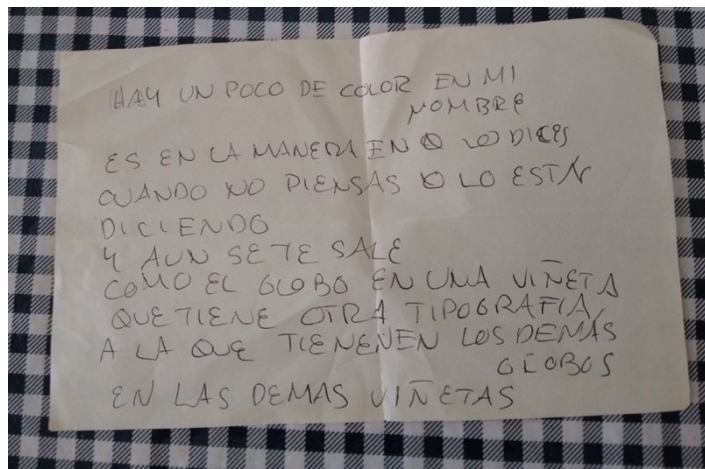 HAY UN POCO DE COLOR EN MI
NOMBRE
ES EN LA MANERA EN Q LO DICES
CUANDO NO PIENSAS Q LO ESTÁS
DICIENDO
Y AUN SE TE SALE
COMO EL GLOBO EN UNA VIÑETA
QUE TIENE OTRA TIPOGRAFIA,
A LA QUE TIENENEN LOS DEMÁS
GLOBOS
EN LAS DEMAS VIÑETAS